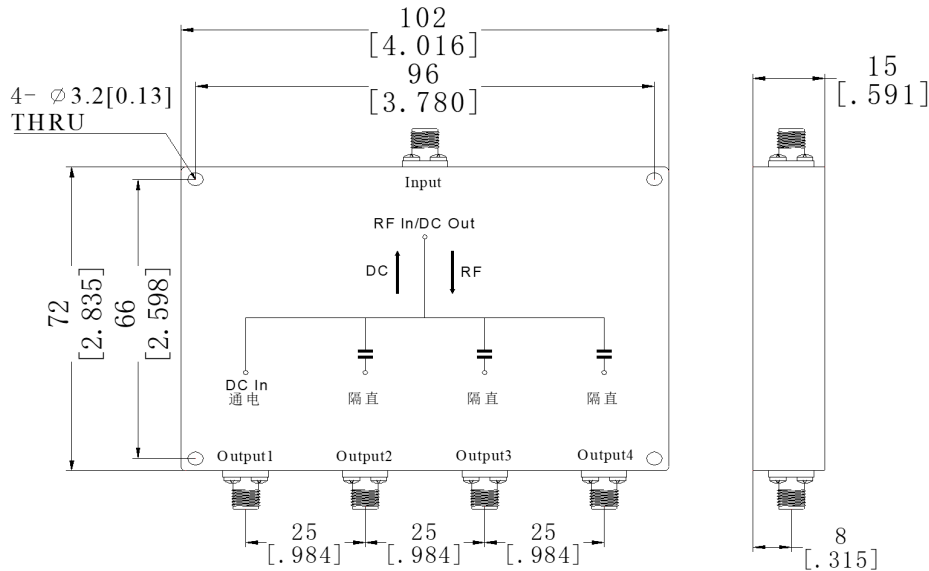 102
[4.016]
96
[3.780]
15
[.591]
4- ∅3.2[0.13]
THRU
Input
RF In/DC Out
DC
RF
72
[2.835]
66
[2.598]
DC In
通电
隔直
隔直
隔直
Output1
Output2
Output3
Output4
25
[.984]
25
[.984]
25
[.984]
8
[.315]